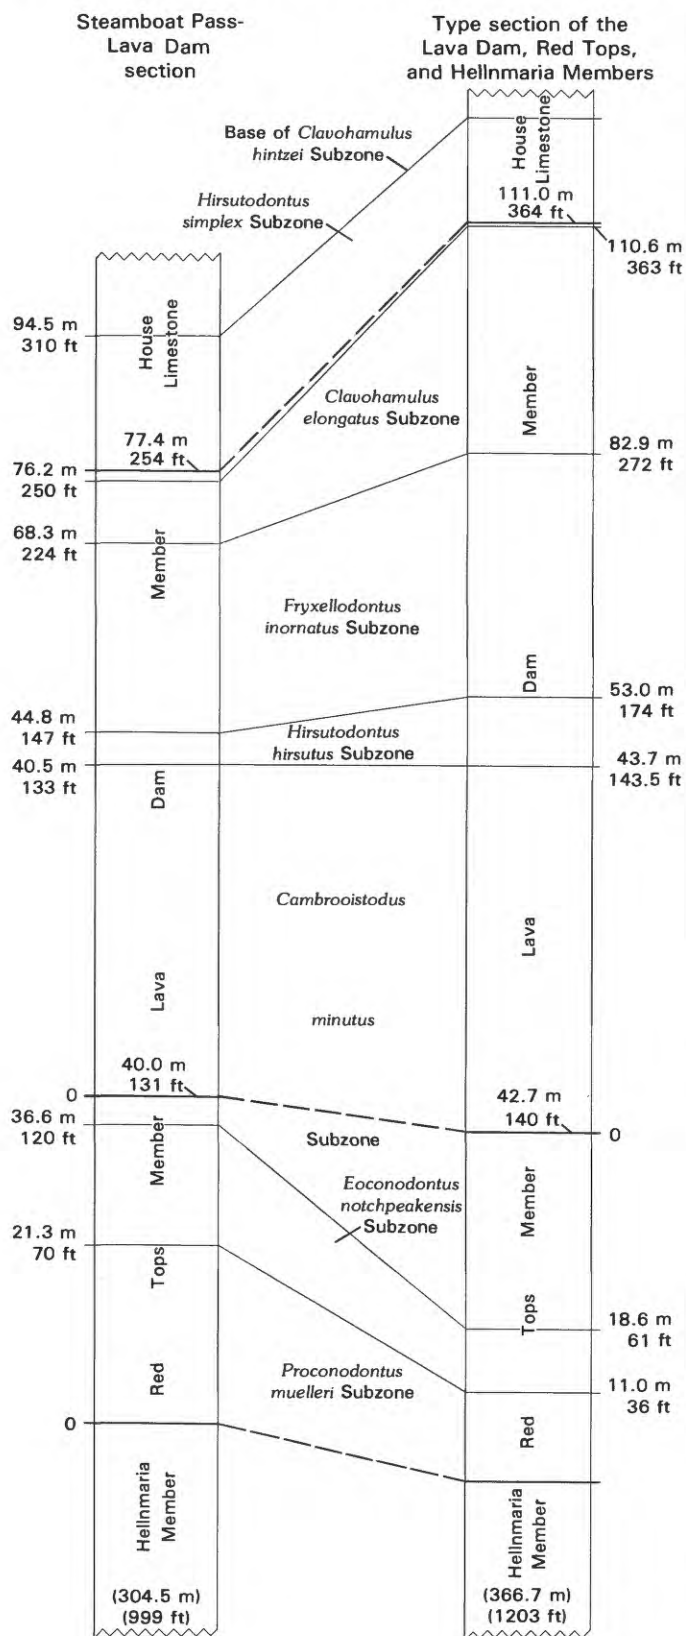 Steamboat Pass-
Lava Dam
section
Type section of the
Lava Dam, Red Tops,
and Hellnmaria Members
Base of Clavohamulus
hintzei Subzone
House
Limestone
Hirsutodontus
simplex Subzone
111.0 m
364 ft
110.6 m
363 ft
94.5 m
310 ft
House
Limestone
Clavohamulus
elongatus Subzone
Member
77.4 m
254 ft
76.2 m
250 ft
82.9 m
272 ft
68.3 m
224 ft
Member
Fryxellodontus
inornatus Subzone
Dam
53.0 m
174 ft
44.8 m
147 ft
Hirsutodontus
hirsutus Subzone
40.5 m
133 ft
Dam
43.7 m
143.5 ft
Cambrooistodus
Lava
Lava
minutus
40.0 m
131 ft
0
42.7 m
140 ft
0
36.6 m
120 ft
Member
Subzone
Eoconodontus
notchpeakensis
Subzone
Member
21.3 m
70 ft
Tops
Tops
18.6 m
61 ft
Red
Proconodontus
muelleri Subzone
11.0 m
36 ft
0
Red
Hellnmaria
Member
Hellnmaria
Member
(304.5 m)
(999 ft)
(366.7 m)
(1203 ft)